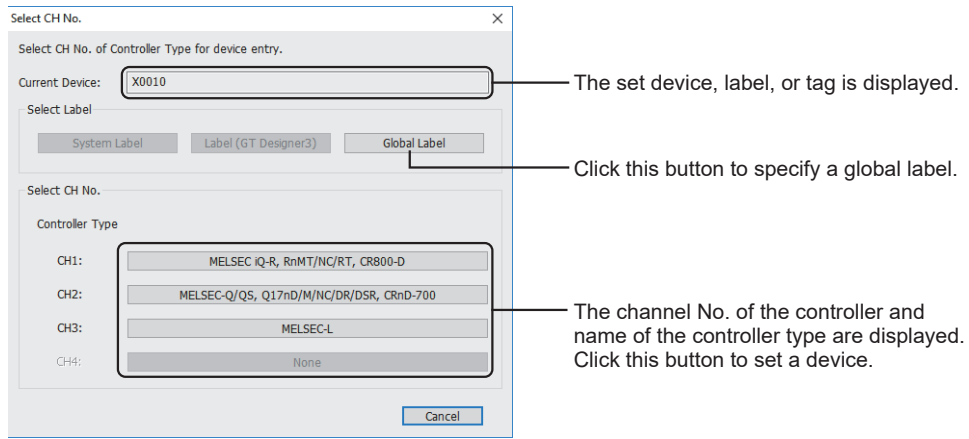 Select CH No.
Select CH No. of Controller Type for device entry.
Current Device: X0010
The set device, label, or tag is displayed.
Select Label
System Label Label (GT Designer3) Global Label
Click this button to specify a global label.
Select CH No.
Controller Type
CH1: MELSEC iQ-R, RnMT/NC/RT, CR800-D
CH2: MELSEC-Q/QS, Q17nD/M/NC/DR/DSR, CRnD-700
CH3: MELSEC-L
CH4: None
The channel No. of the controller and
name of the controller type are displayed.
Click this button to set a device.
Cancel